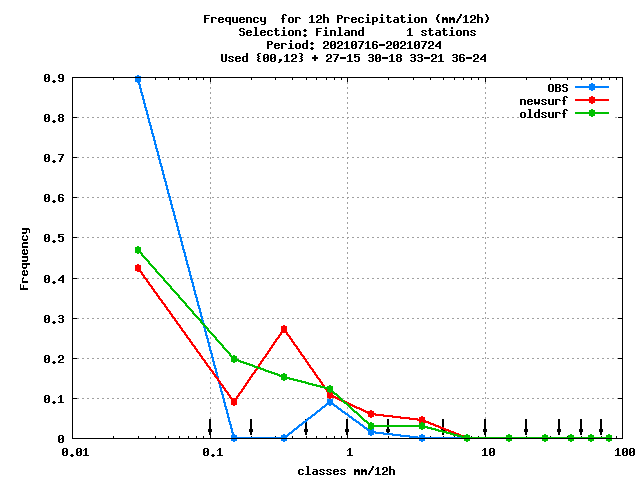 Frequency  for 12h Precipitation (mm/12h)
Selection: Finland      1 stations
Period: 20210716-20210724
Used {00,12} + 27-15 30-18 33-21 36-24
OBS
newsurf
oldsurf
0.9
0.8
0.7
0.6
0.5
0.4
0.3
0.2
0.1
0
Frequency
0.01
0.1
1
10
100
classes mm/12h